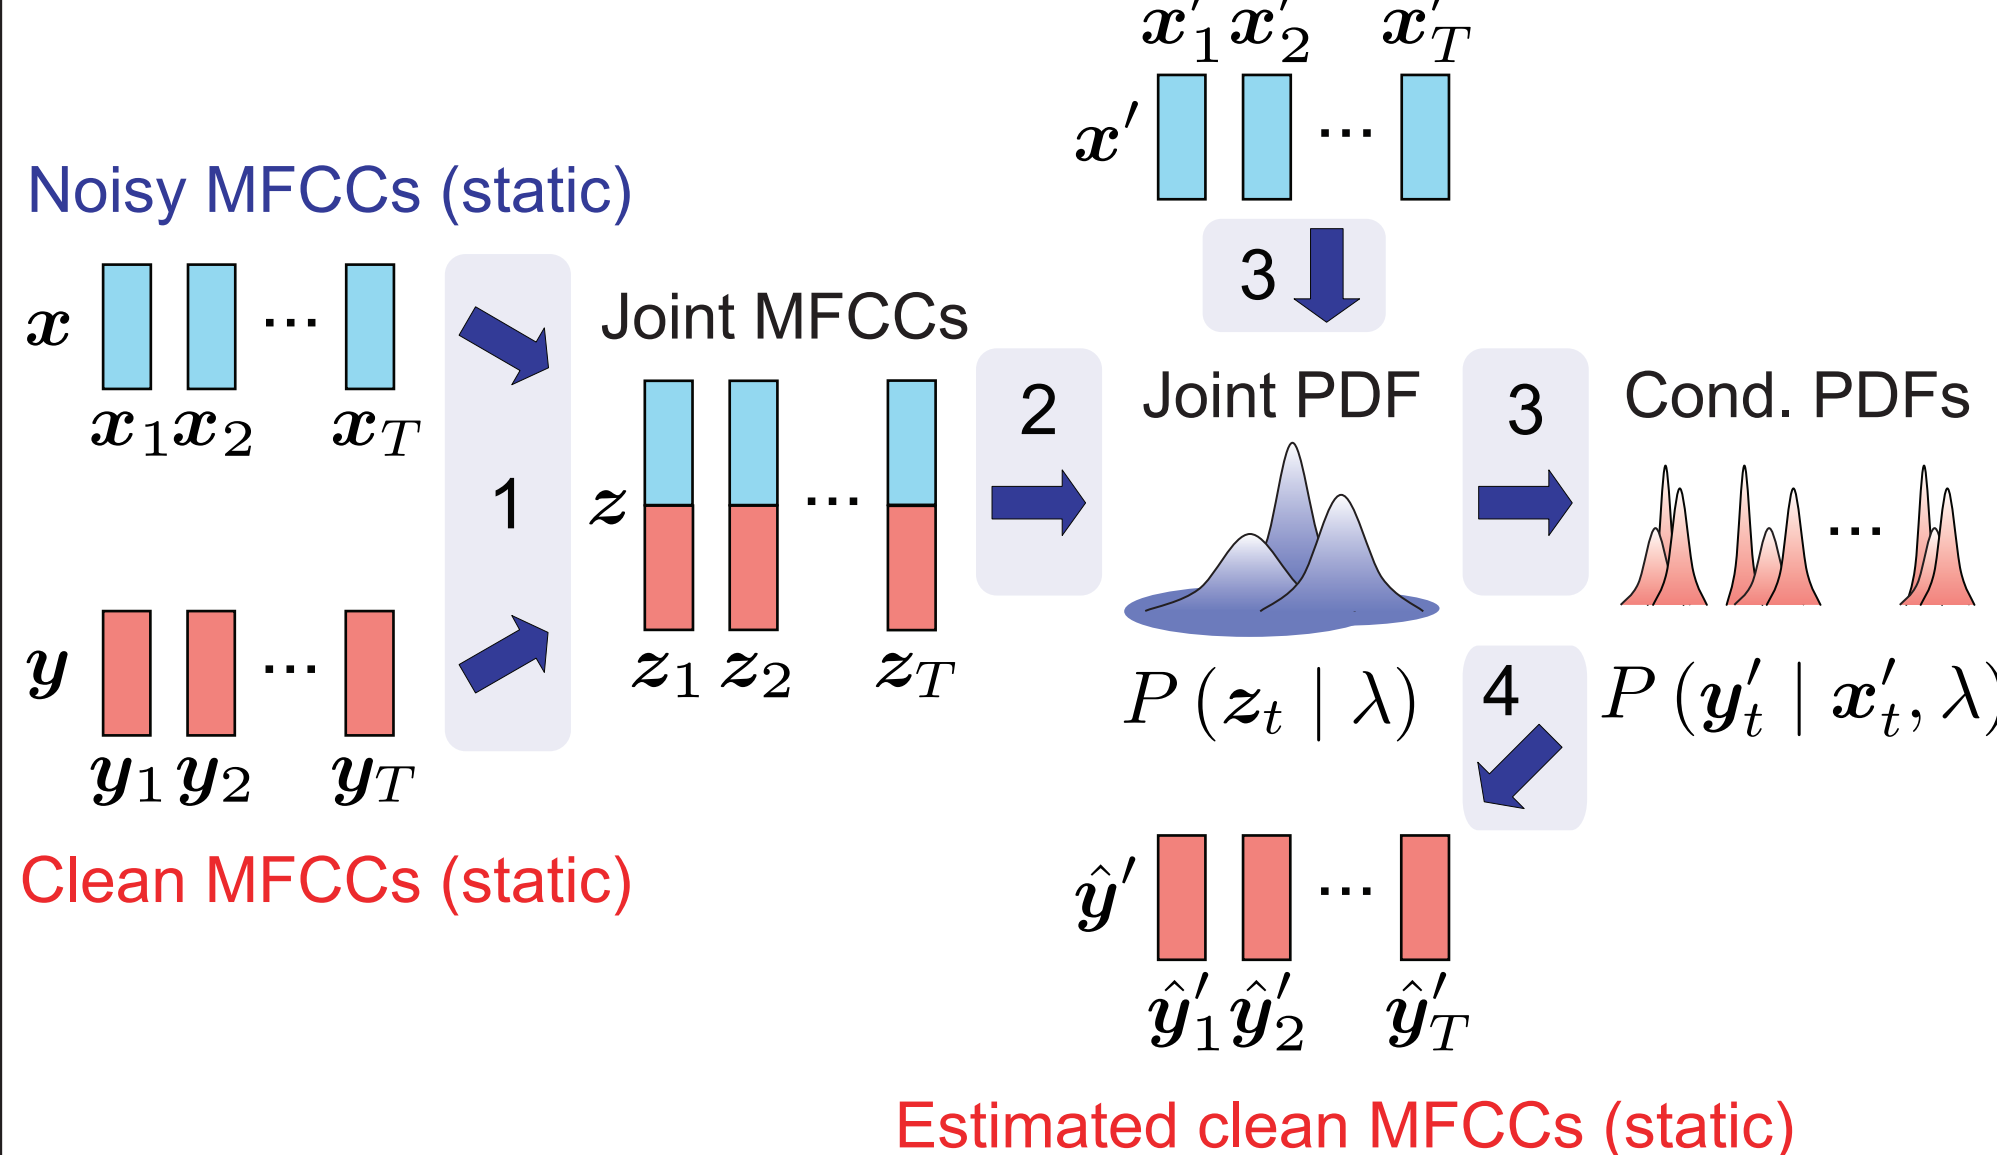 x′₁ x′₂ x′_T
x′ ...
Noisy MFCCs (static)
3
x ...
Joint MFCCs
x₁ x₂ x_T
2
Joint PDF
3
Cond. PDFs
1
z ...
...
y ...
z₁ z₂ z_T
P (z_t | λ)
4
P (y′_t | x′_t, λ)
y₁ y₂ y_T
Clean MFCCs (static)
ŷ′ ...
ŷ′₁ ŷ′₂ ŷ′_T
Estimated clean MFCCs (static)